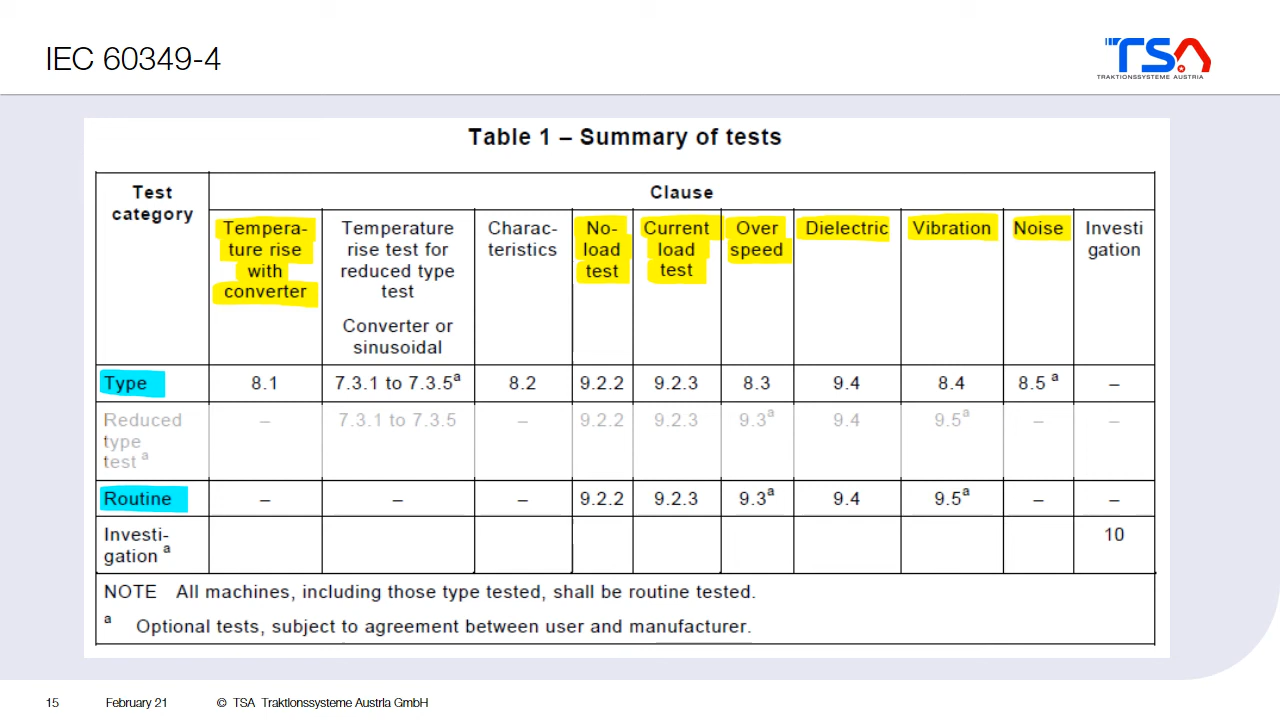 IEC 60349-4
TSA
TRAKTIONSSYSTEME AUSTRIA
Table 1 – Summary of tests
Test
category
Clause
Tempera-
ture rise
with
converter
Temperature
rise test for
reduced type
test
Converter or
sinusoidal
Charac-
teristics
No-
load
test
Current
load
test
Over
speed
Dielectric
Vibration
Noise
Investi
gation
Type 8.1 7.3.1 to 7.3.5a 8.2 9.2.2 9.2.3 8.3 9.4 8.4 8.5 a –
Reduced
type
test a
– 7.3.1 to 7.3.5 – 9.2.2 9.2.3 9.3a 9.4 9.5a – –
Routine – – – 9.2.2 9.2.3 9.3a 9.4 9.5a – –
Investi-
gation a
10
NOTE All machines, including those type tested, shall be routine tested.
a Optional tests, subject to agreement between user and manufacturer.
15 February 21 © TSA Traktionssysteme Austria GmbH